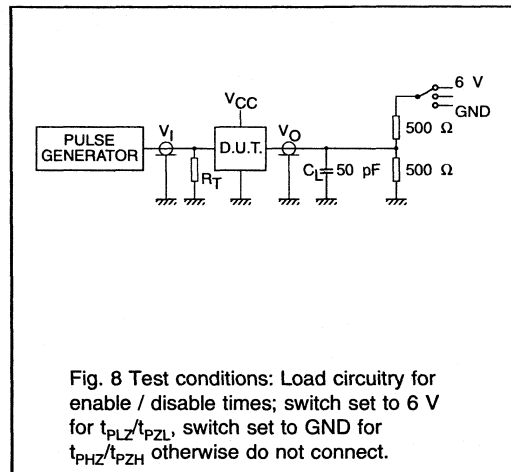 6 V
V_CC
GND
V_I
V_O
500 Ω
PULSE
GENERATOR
D.U.T.
R_T
C_L 50 pF
500 Ω
Fig. 8 Test conditions: Load circuitry for
enable / disable times; switch set to 6 V
for t_PLZ/t_PZL, switch set to GND for
t_PHZ/t_PZH otherwise do not connect.